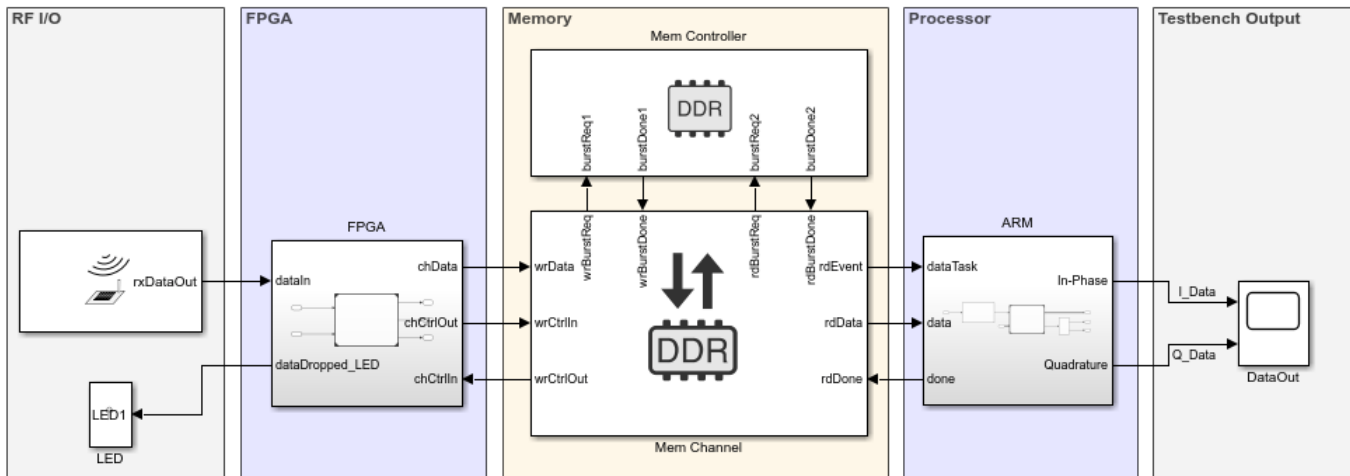 RF I/O
FPGA
Memory
Processor
Testbench Output
Mem Controller
DDR
burstReq1
burstDone1
burstReq2
burstDone2
wrBurstReq
wrBurstDone
rdBurstReq
rdBurstDone
FPGA
ARM
rxDataOut
dataIn
chData
wrData
rdEvent
dataTask
In-Phase
I_Data
chCtrlOut
wrCtrlIn
DDR
rdData
data
dataDropped_LED
chCtrlIn
wrCtrlOut
rdDone
done
Quadrature
Q_Data
DataOut
LED1
LED
Mem Channel